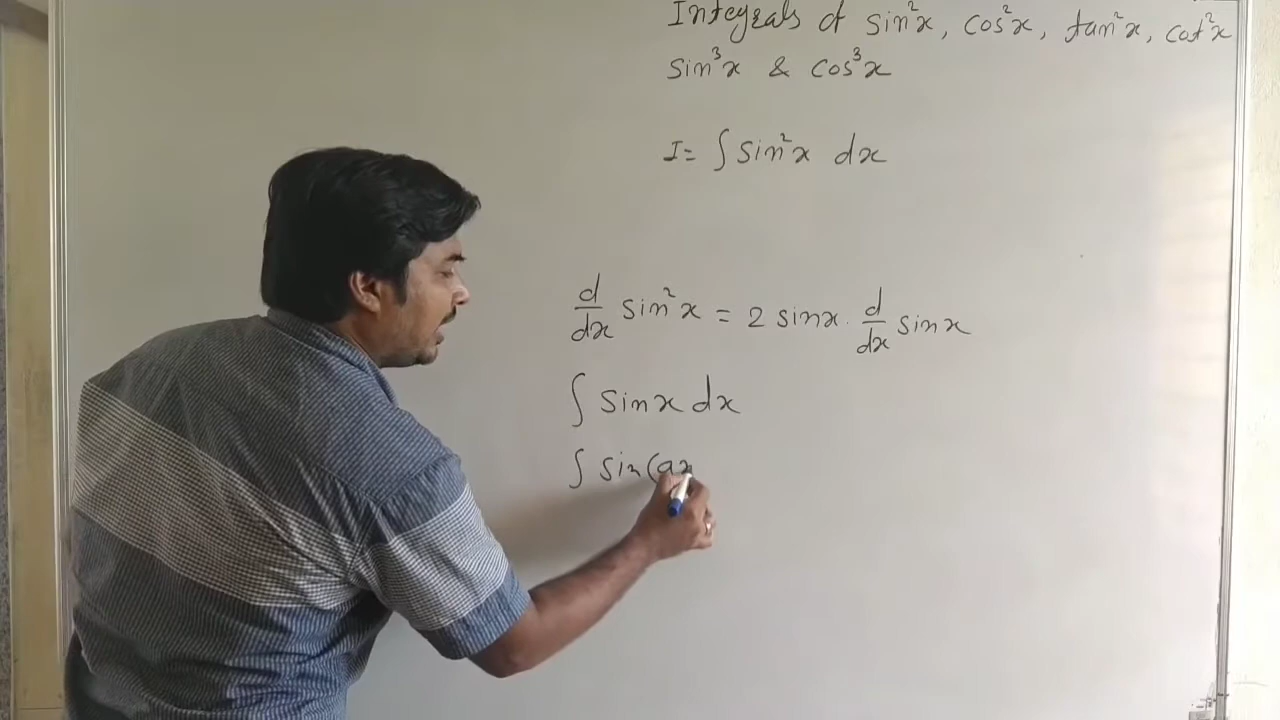 Integrals of sin²x, cos²x, tan²x, cot²x
sin³x & cos³x
I = ∫ sin²x dx
d/dx sin²x = 2 sinx · d/dx sinx
∫ sinx dx
∫ sin(ax